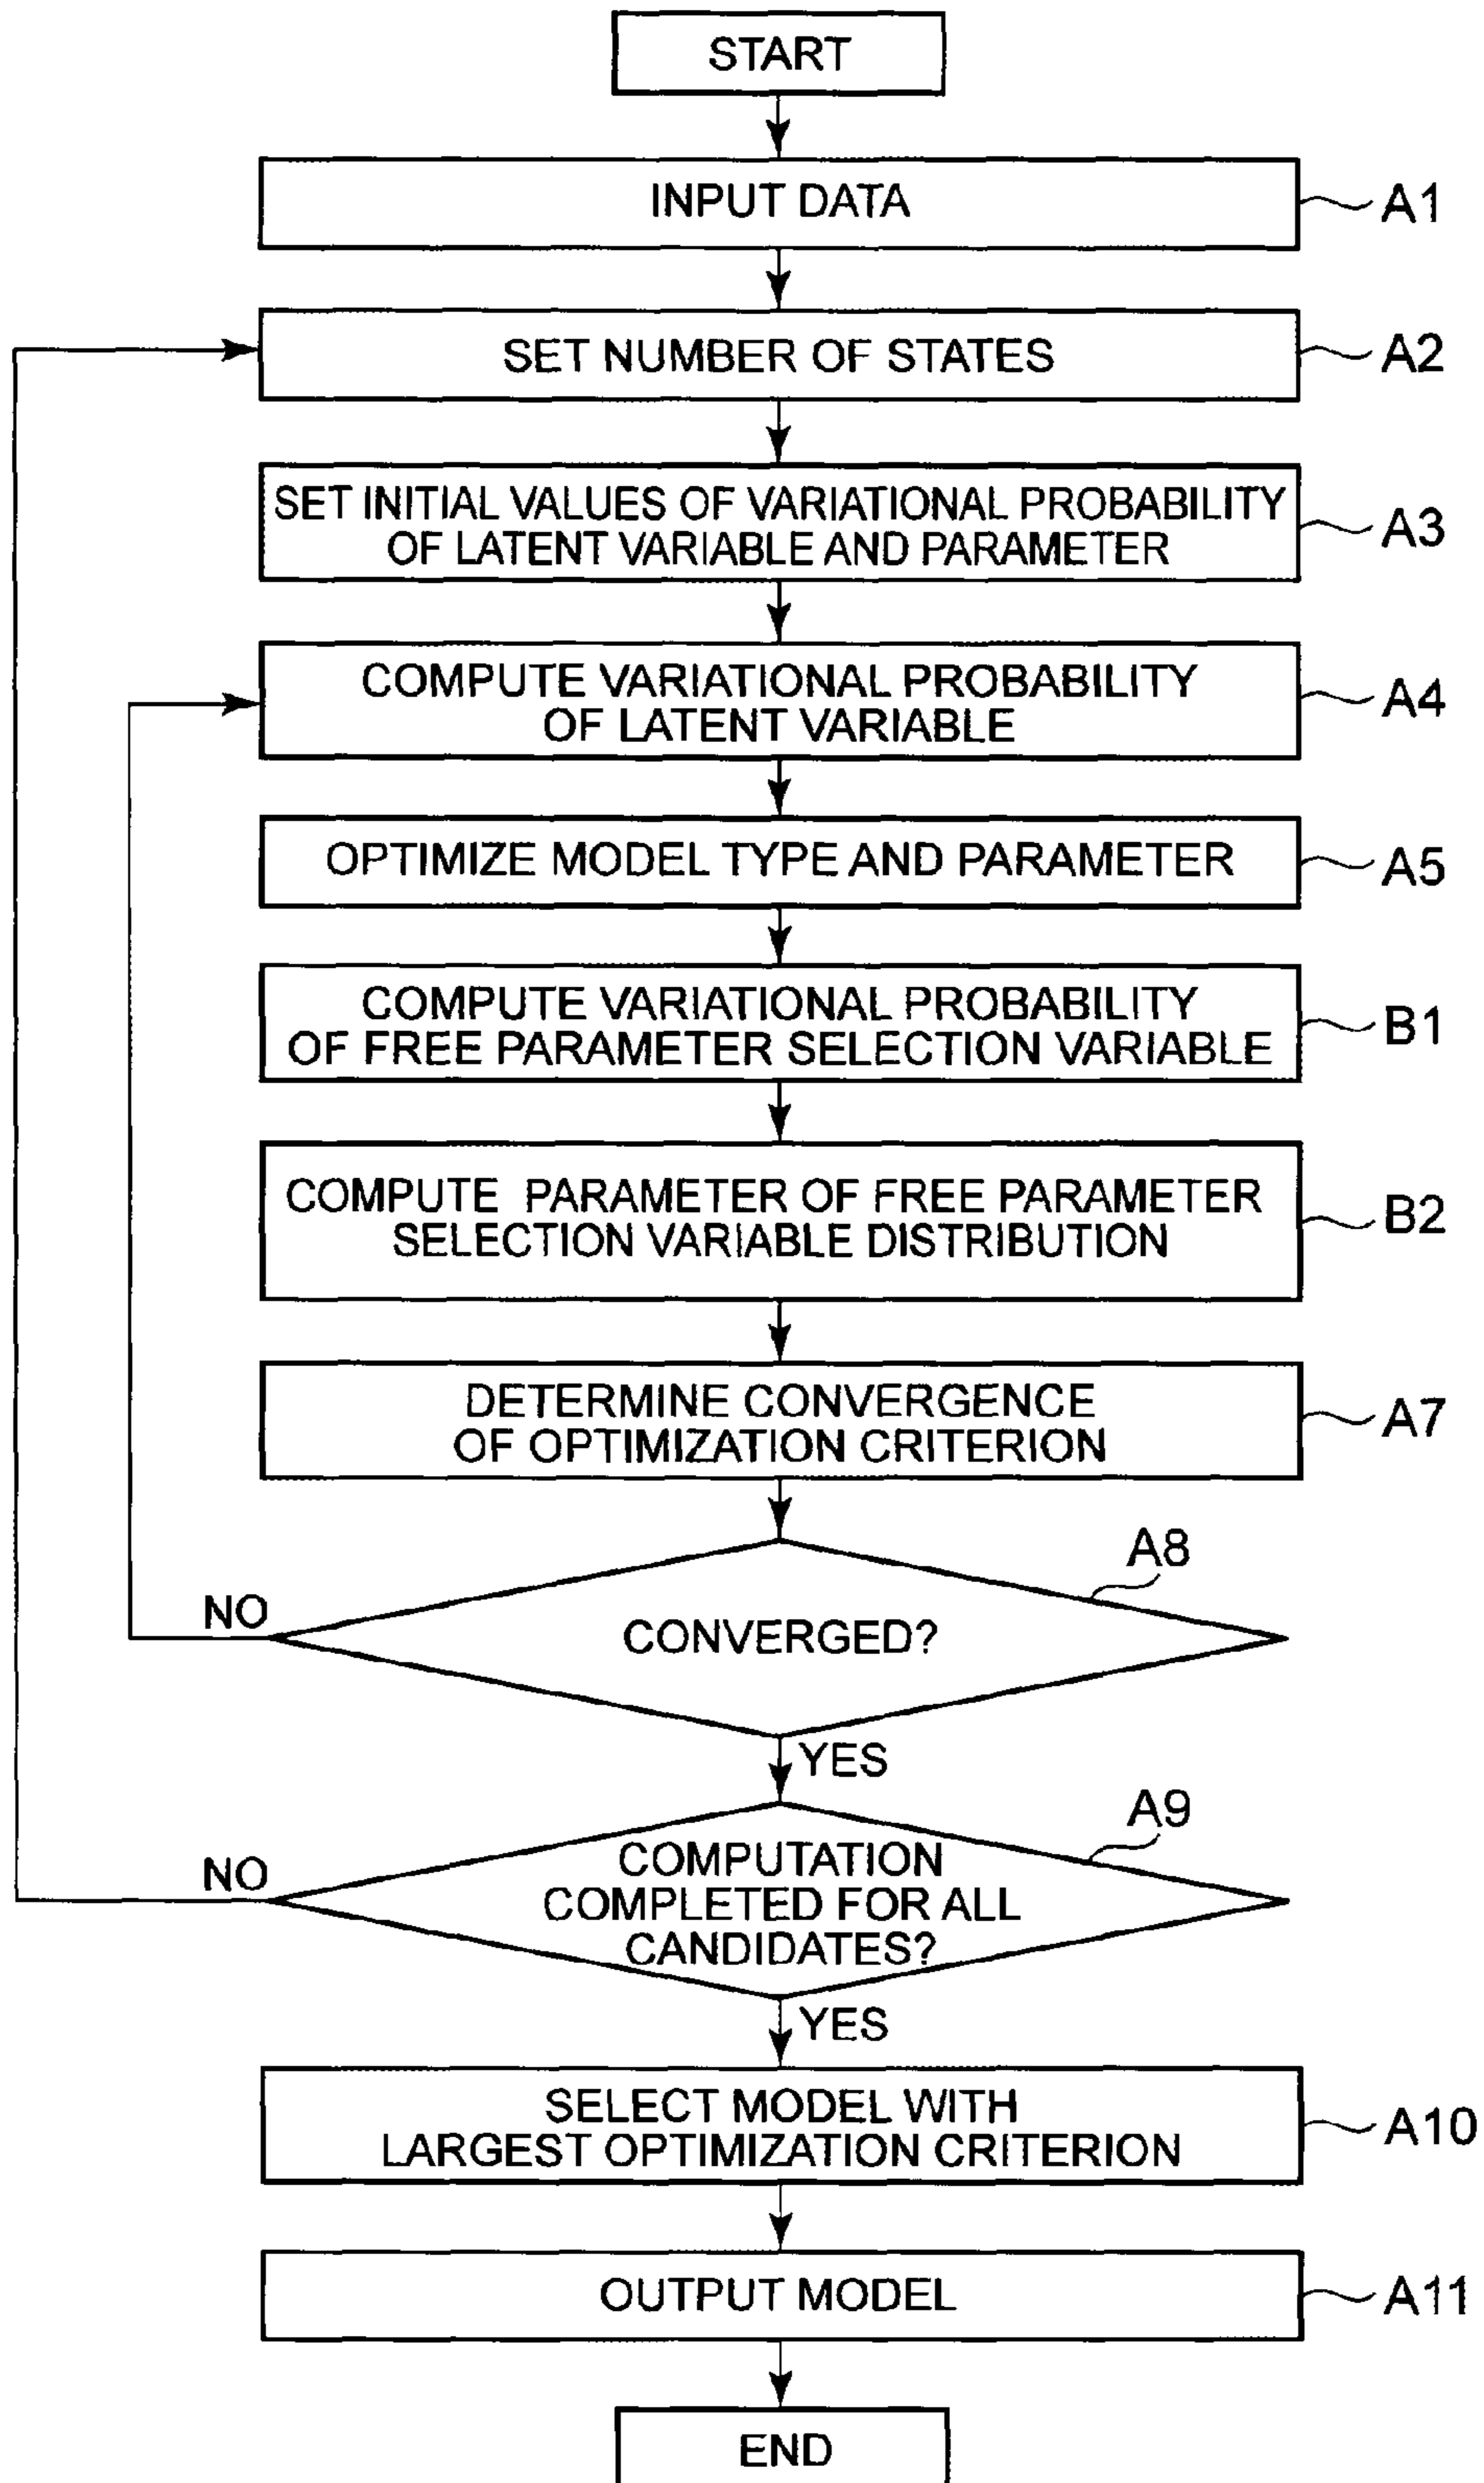 START
INPUT DATA
A1
SET NUMBER OF STATES
A2
SET INITIAL VALUES OF VARIATIONAL PROBABILITY
OF LATENT VARIABLE AND PARAMETER
A3
COMPUTE VARIATIONAL PROBABILITY
OF LATENT VARIABLE
A4
OPTIMIZE MODEL TYPE AND PARAMETER
A5
COMPUTE VARIATIONAL PROBABILITY
OF FREE PARAMETER SELECTION VARIABLE
B1
COMPUTE PARAMETER OF FREE PARAMETER
SELECTION VARIABLE DISTRIBUTION
B2
DETERMINE CONVERGENCE
OF OPTIMIZATION CRITERION
A7
A8
NO
CONVERGED?
YES
A9
NO
COMPUTATION
COMPLETED FOR ALL
CANDIDATES?
YES
SELECT MODEL WITH
LARGEST OPTIMIZATION CRITERION
A10
OUTPUT MODEL
A11
END